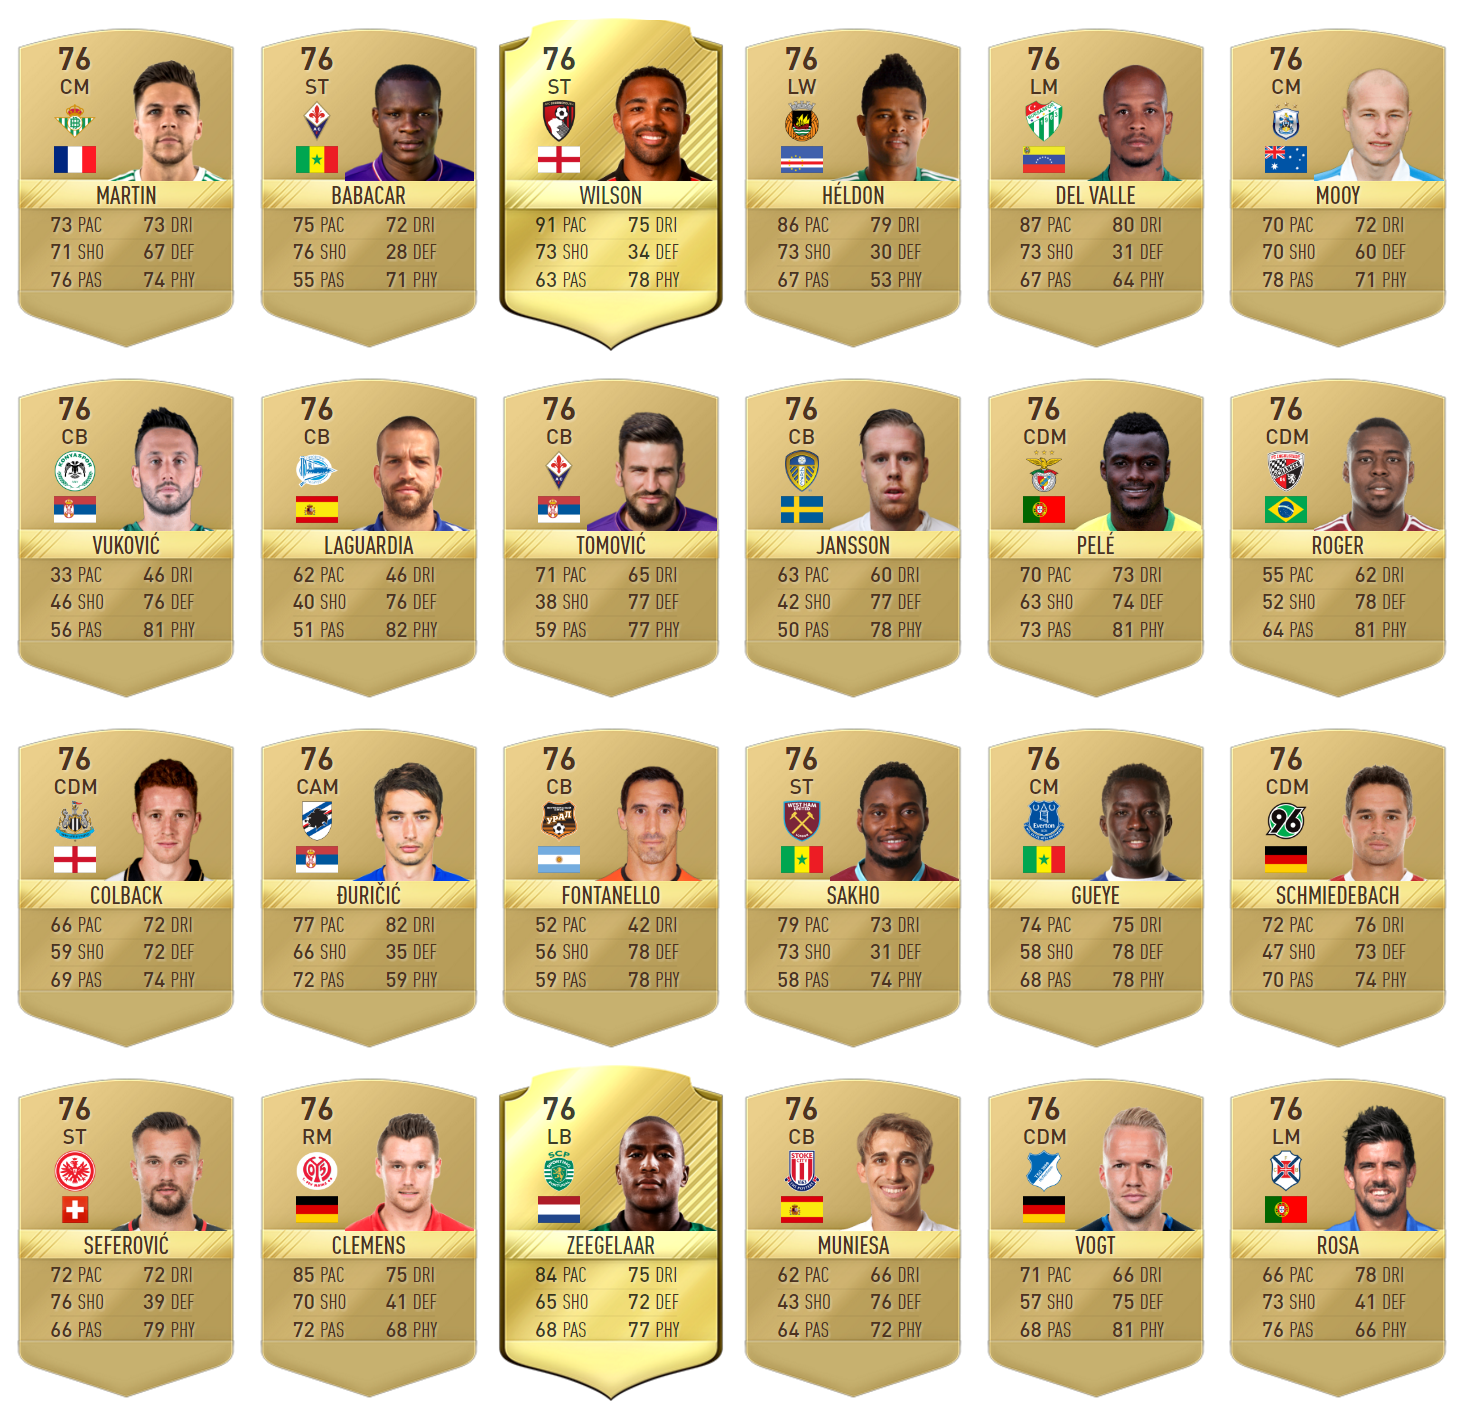 76
CM
MARTIN
73 PAC 73 DRI
71 SHO 67 DEF
76 PAS 74 PHY
76
ST
BABACAR
75 PAC 72 DRI
76 SHO 28 DEF
55 PAS 71 PHY
76
ST
WILSON
91 PAC 75 DRI
73 SHO 34 DEF
63 PAS 78 PHY
76
LW
HÉLDON
86 PAC 79 DRI
73 SHO 30 DEF
67 PAS 53 PHY
76
LM
DEL VALLE
87 PAC 80 DRI
73 SHO 31 DEF
67 PAS 64 PHY
76
CM
MOOY
70 PAC 72 DRI
70 SHO 60 DEF
78 PAS 71 PHY
76
CB
KONYASPOR
VUKOVIĆ
33 PAC 46 DRI
46 SHO 76 DEF
56 PAS 81 PHY
76
CB
LAGUARDIA
62 PAC 46 DRI
40 SHO 76 DEF
51 PAS 82 PHY
76
CB
TOMOVIĆ
71 PAC 65 DRI
38 SHO 77 DEF
59 PAS 77 PHY
76
CB
JANSSON
63 PAC 60 DRI
42 SHO 77 DEF
50 PAS 78 PHY
76
CDM
PELÉ
70 PAC 73 DRI
63 SHO 74 DEF
73 PAS 81 PHY
76
CDM
ROGER
55 PAC 62 DRI
52 SHO 78 DEF
64 PAS 81 PHY
76
CDM
COLBACK
66 PAC 72 DRI
59 SHO 72 DEF
69 PAS 74 PHY
76
CAM
ĐURIČIĆ
77 PAC 82 DRI
66 SHO 35 DEF
72 PAS 59 PHY
76
CB
УРАЛ
FONTANELLO
52 PAC 42 DRI
56 SHO 78 DEF
59 PAS 78 PHY
76
ST
WEST HAM
UNITED
SAKHO
79 PAC 73 DRI
73 SHO 31 DEF
58 PAS 74 PHY
76
CM
Everton
GUEYE
74 PAC 75 DRI
58 SHO 78 DEF
68 PAS 78 PHY
76
CDM
96
SCHMIEDEBACH
72 PAC 76 DRI
47 SHO 73 DEF
70 PAS 74 PHY
76
ST
SEFEROVIĆ
72 PAC 72 DRI
76 SHO 39 DEF
66 PAS 79 PHY
76
RM
CLEMENS
85 PAC 75 DRI
70 SHO 41 DEF
72 PAS 68 PHY
76
LB
SCP
ZEEGELAAR
84 PAC 75 DRI
65 SHO 72 DEF
68 PAS 77 PHY
76
CB
STOKE
CITY
MUNIESA
62 PAC 66 DRI
43 SHO 76 DEF
64 PAS 72 PHY
76
CDM
VOGT
71 PAC 66 DRI
57 SHO 75 DEF
68 PAS 81 PHY
76
LM
ROSA
66 PAC 78 DRI
73 SHO 41 DEF
76 PAS 66 PHY